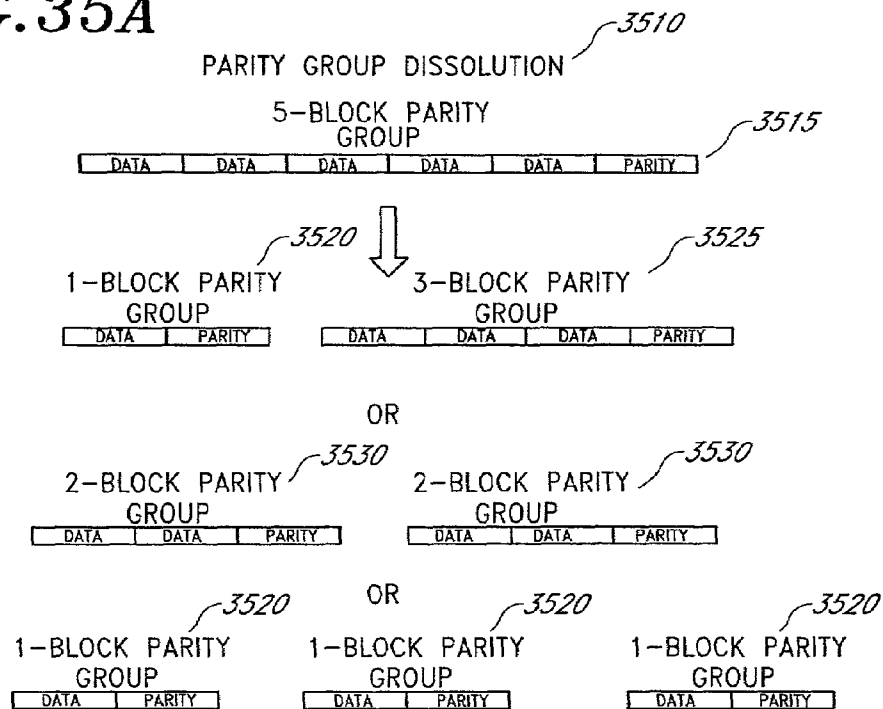 G.35A
3510
PARITY GROUP DISSOLUTION
5-BLOCK PARITY
GROUP
3515
DATA DATA DATA DATA DATA PARITY
3520 3525
1-BLOCK PARITY 3-BLOCK PARITY
GROUP GROUP
DATA PARITY DATA DATA DATA PARITY
OR
3530 3530
2-BLOCK PARITY 2-BLOCK PARITY
GROUP GROUP
DATA DATA PARITY DATA DATA PARITY
OR
3520 3520 3520
1-BLOCK PARITY 1-BLOCK PARITY 1-BLOCK PARITY
GROUP GROUP GROUP
DATA PARITY DATA PARITY DATA PARITY